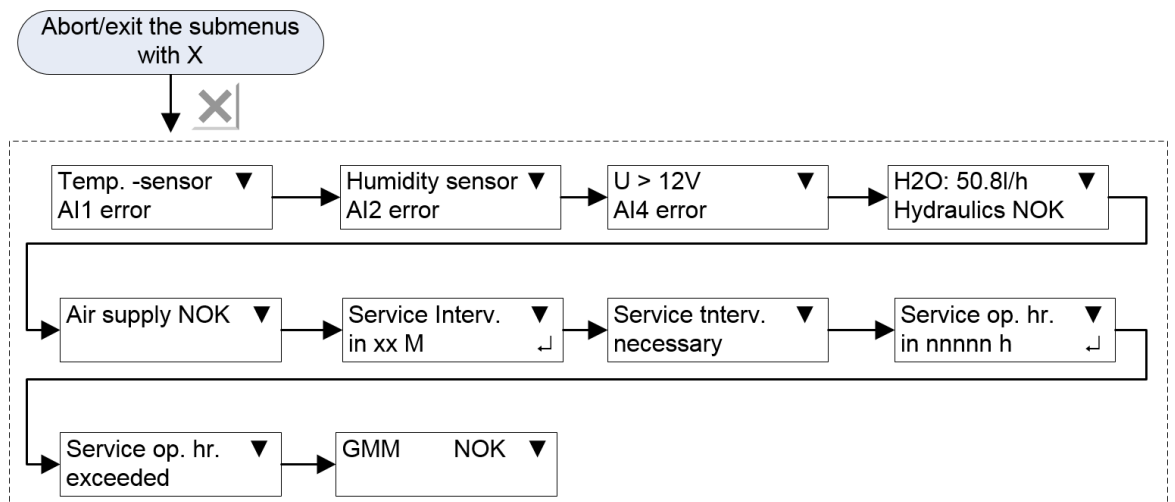 Abort/exit the submenus
with X
Temp. -sensor ▼
AI1 error
Humidity sensor ▼
AI2 error
U > 12V ▼
AI4 error
H2O: 50.8l/h ▼
Hydraulics NOK
Air supply NOK ▼
Service Interv. ▼
in xx M ↵
Service tnterv. ▼
necessary
Service op. hr. ▼
in nnnnn h ↵
Service op. hr. ▼
exceeded
GMM NOK ▼